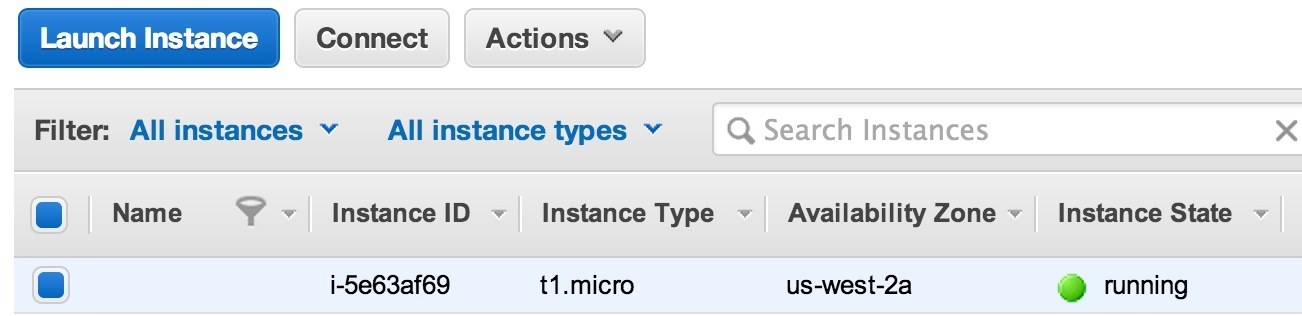 Launch Instance Connect Actions
Filter: All instances All instance types Search Instances
Name Instance ID Instance Type Availability Zone Instance State
i-5e63af69 t1.micro us-west-2a running